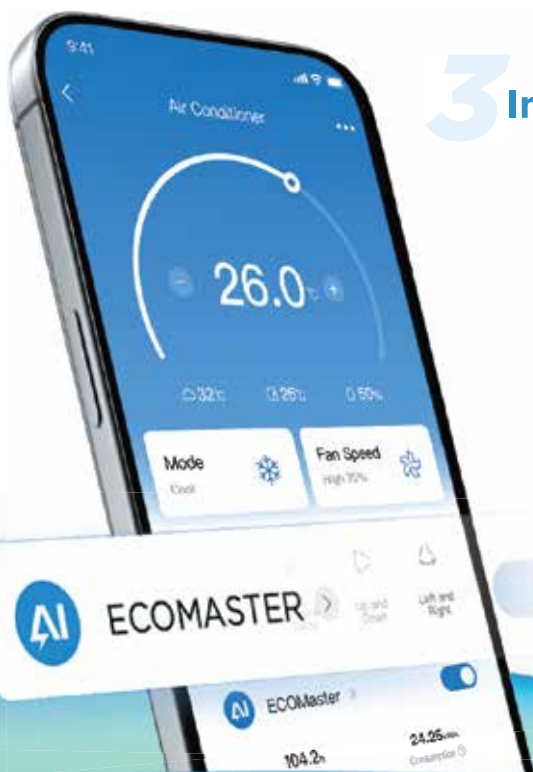 9:41
3 In
Air Conditioner
26.0 °C
32°C 26°C 50%
Mode
Cool
Fan Speed
High 70%
AI ECOMASTER
Up and Down
Left and Right
AI ECOMaster
104.2h
24.25kWh
Consumption